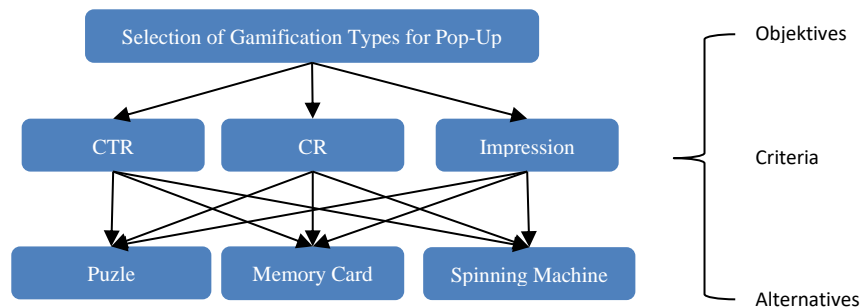 Selection of Gamification Types for Pop-Up
Objektives
CTR
CR
Impression
Criteria
Puzle
Memory Card
Spinning Machine
Alternatives